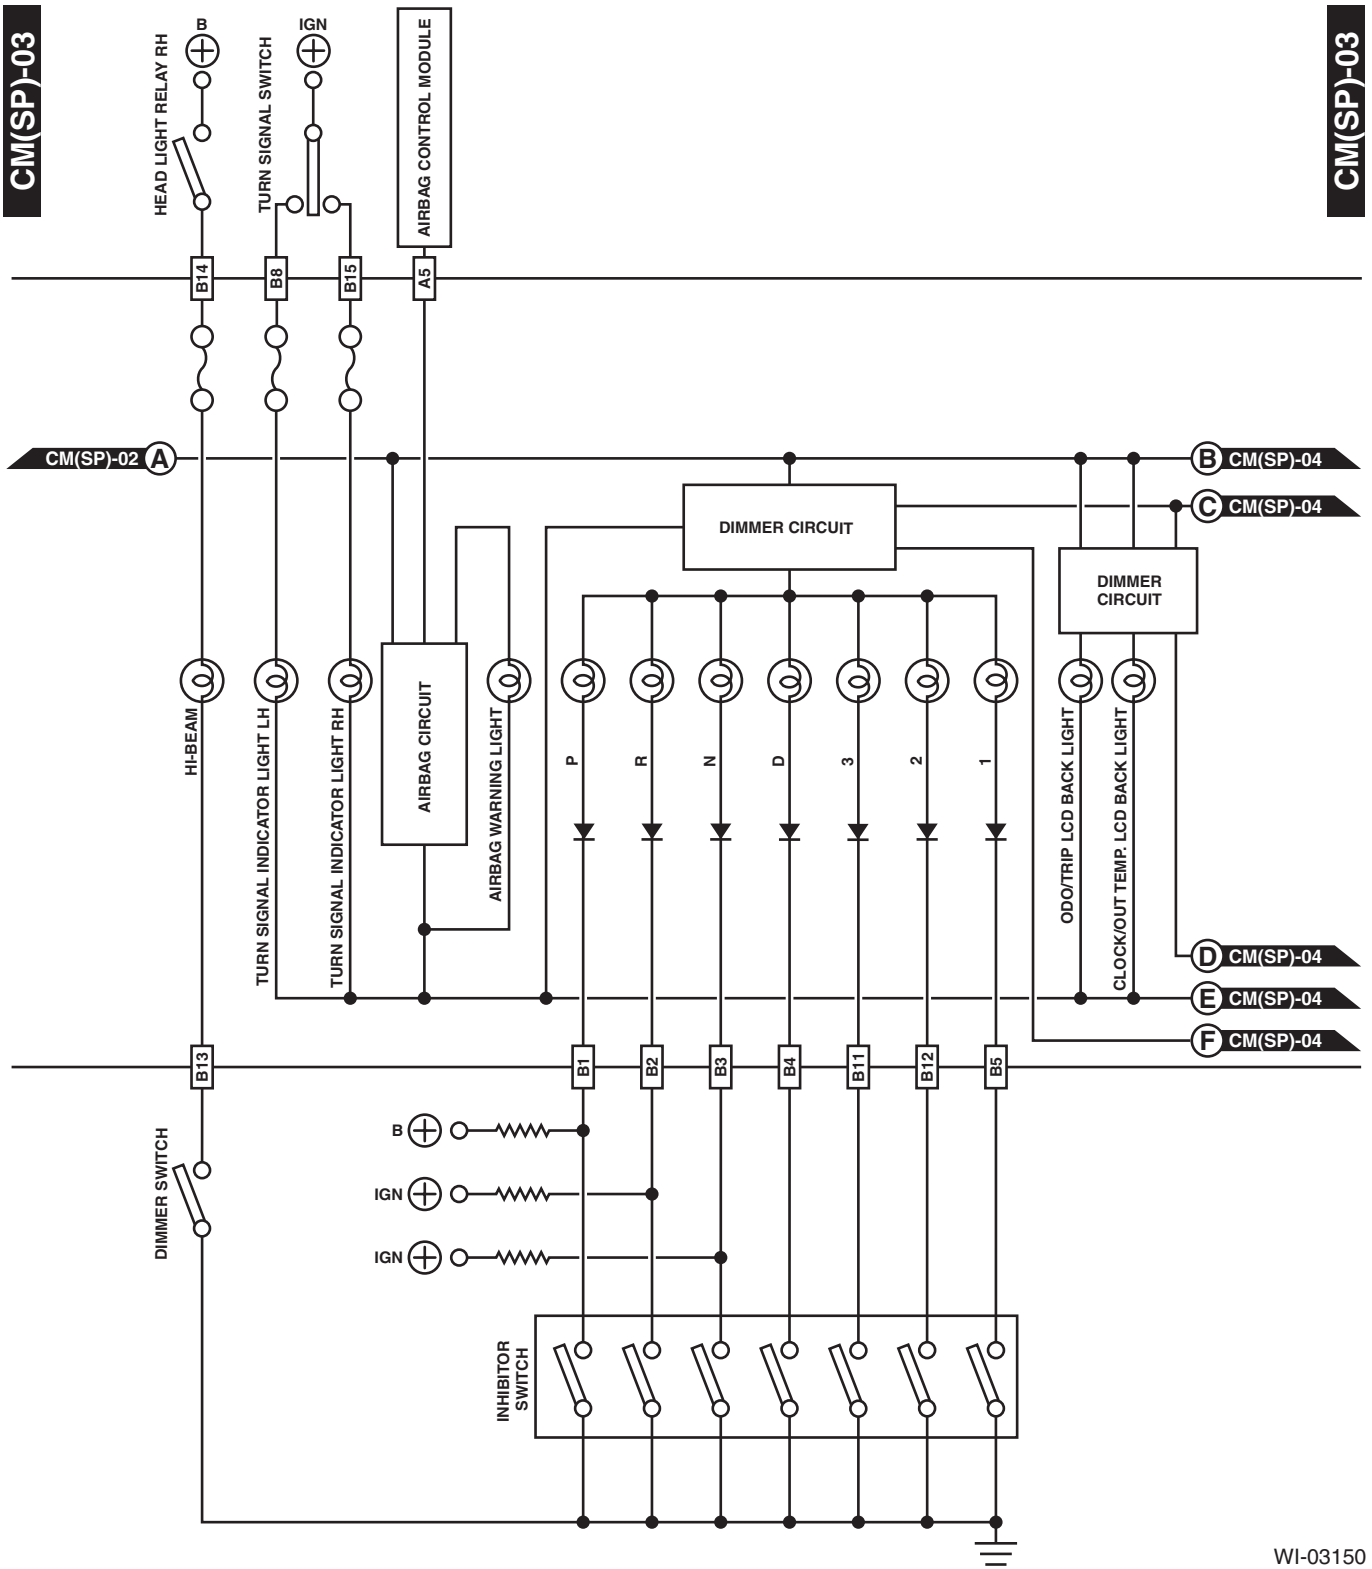 CM(SP)-03
CM(SP)-03
HEAD LIGHT RELAY RH
B
TURN SIGNAL SWITCH
IGN
AIRBAG CONTROL MODULE
B14
B8
B15
A5
CM(SP)-02
A
B
CM(SP)-04
C
CM(SP)-04
DIMMER CIRCUIT
DIMMER
CIRCUIT
HI-BEAM
TURN SIGNAL INDICATOR LIGHT LH
TURN SIGNAL INDICATOR LIGHT RH
AIRBAG CIRCUIT
AIRBAG WARNING LIGHT
P
R
N
D
3
2
1
ODO/TRIP LCD BACK LIGHT
CLOCK/OUT TEMP. LCD BACK LIGHT
D
CM(SP)-04
E
CM(SP)-04
F
CM(SP)-04
B13
B1
B2
B3
B4
B11
B12
B5
DIMMER SWITCH
B
IGN
IGN
INHIBITOR
SWITCH
WI-03150